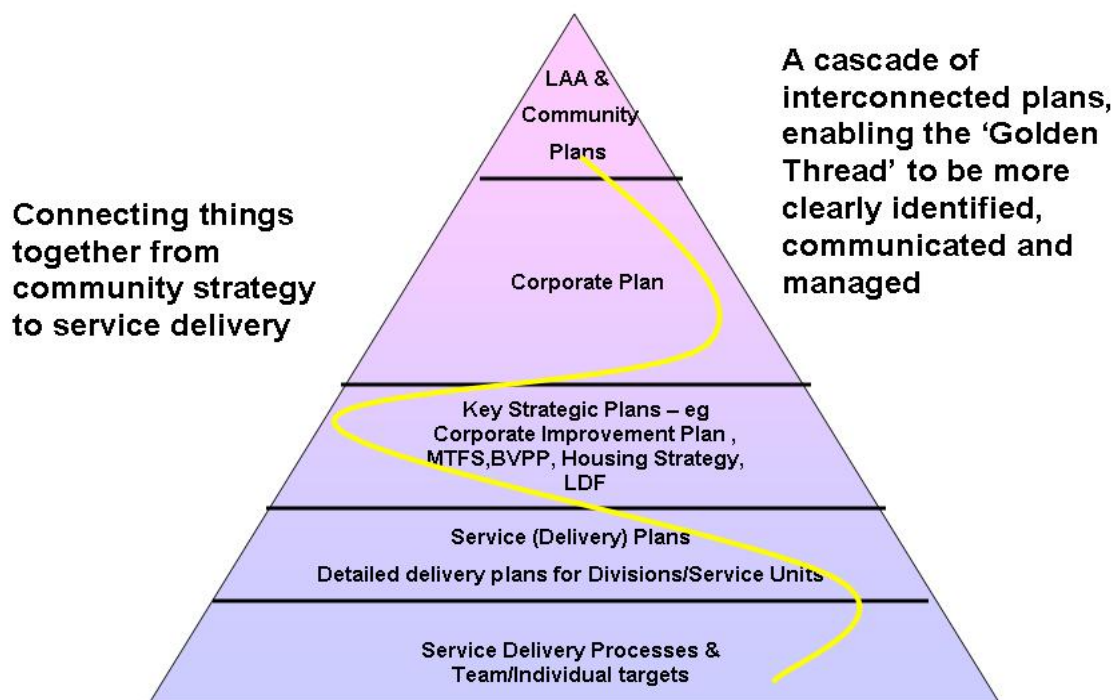 LAA &
Community
Plans
A cascade of
interconnected plans,
enabling the ‘Golden
Thread’ to be more
clearly identified,
communicated and
managed
Connecting things
together from
community strategy
to service delivery
Corporate Plan
Key Strategic Plans – eg
Corporate Improvement Plan ,
MTFS,BVPP, Housing Strategy,
LDF
Service (Delivery) Plans
Detailed delivery plans for Divisions/Service Units
Service Delivery Processes &
Team/Individual targets